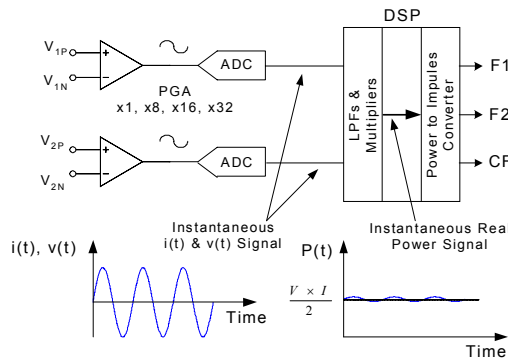 DSP
V1P
V1N
+
−
ADC
PGA
x1, x8, x16, x32
V2P
V2N
+
−
ADC
LPFs &
Multipliers
Power to Impules
Converter
F1
F2
CF
Instantaneous
i(t) & v(t) Signal
Instantaneous Real
Power Signal
i(t), v(t)
Time
P(t)
V × I
2
Time